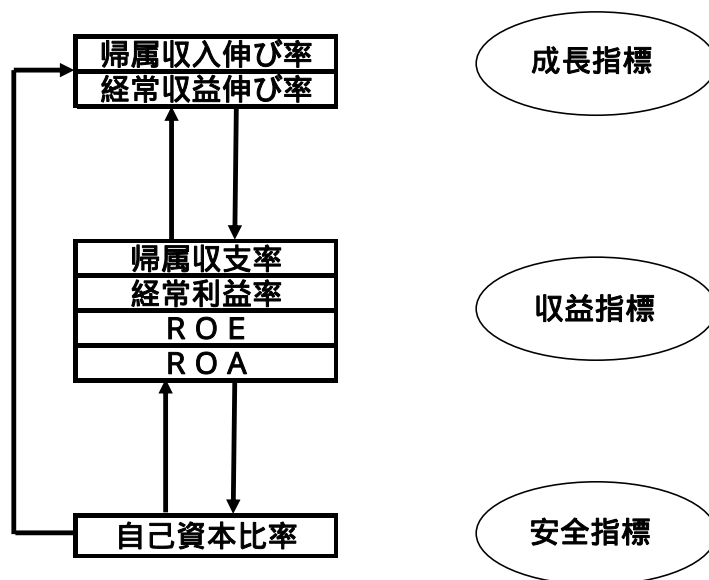 帰属収入伸び率
経常収益伸び率
成長指標
帰属収支率
経常利益率
ＲＯＥ
ＲＯＡ
収益指標
自己資本比率
安全指標